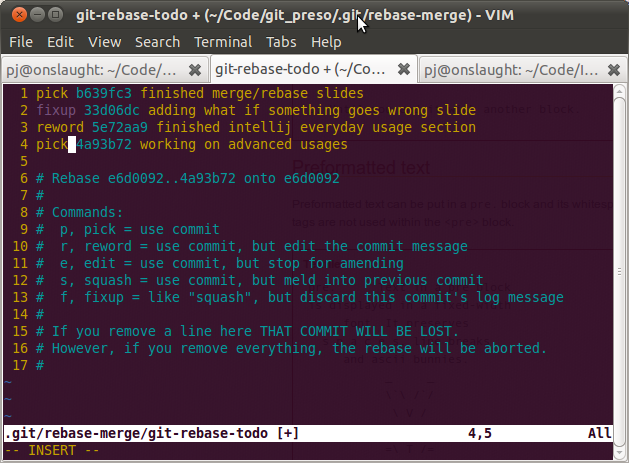 git-rebase-todo + (~/Code/git_preso/.git/rebase-merge) - VIM
File Edit View Search Terminal Tabs Help
pj@onslaught: ~/Code/... git-rebase-todo + (~/Co... pj@onslaught: ~/Code/I...
1 pick b639fc3 finished merge/rebase slides
2 fixup 33d06dc adding what if something goes wrong slide
3 reword 5e72aa9 finished intellij everyday usage section
4 pick 4a93b72 working on advanced usages
5
6 # Rebase e6d0092..4a93b72 onto e6d0092
7 #
8 # Commands:
9 #  p, pick = use commit
10 #  r, reword = use commit, but edit the commit message
11 #  e, edit = use commit, but stop for amending
12 #  s, squash = use commit, but meld into previous commit
13 #  f, fixup = like "squash", but discard this commit's log message
14 #
15 # If you remove a line here THAT COMMIT WILL BE LOST.
16 # However, if you remove everything, the rebase will be aborted.
17 #
~
~
~
.git/rebase-merge/git-rebase-todo [+] 4,5 All
-- INSERT --